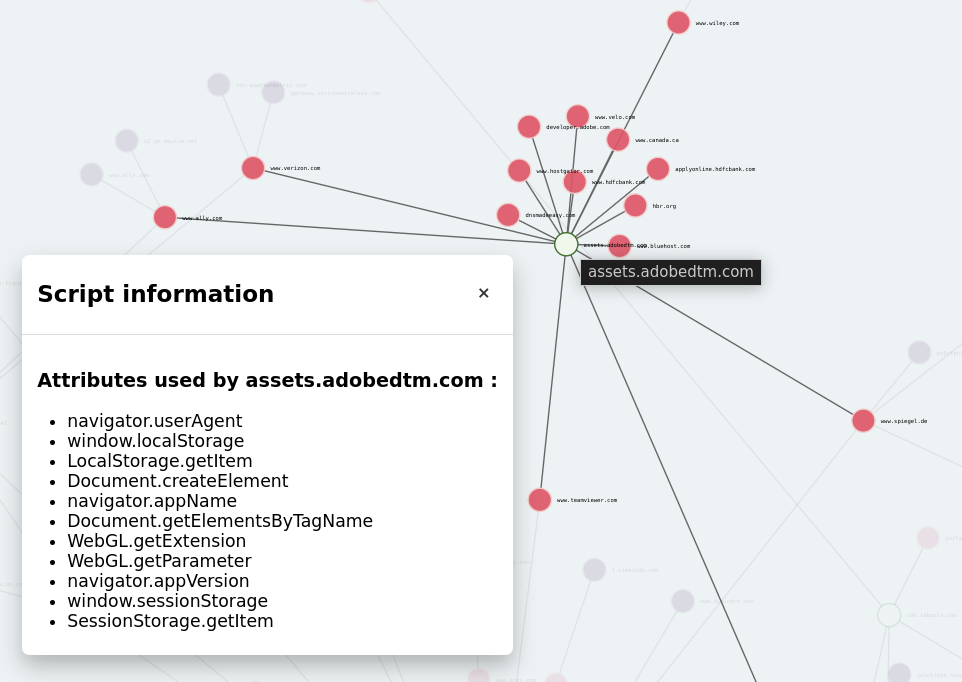 www.wiley.com
www.velo.com
developer.adobe.com
www.canada.ca
www.verizon.com
www.hostgator.com
applyonline.hdfcbank.com
www.hdfcbank.com
hbr.org
www.ally.com
dnsmadeeasy.com
assets.adobedtm.com
www.bluehost.com
assets.adobedtm.com
Script information
×
Attributes used by assets.adobedtm.com :
• navigator.userAgent
• window.localStorage
• LocalStorage.getItem
• Document.createElement
• navigator.appName
• Document.getElementsByTagName
• WebGL.getExtension
• WebGL.getParameter
• navigator.appVersion
• window.sessionStorage
• SessionStorage.getItem
www.spiegel.de
www.teamviewer.com